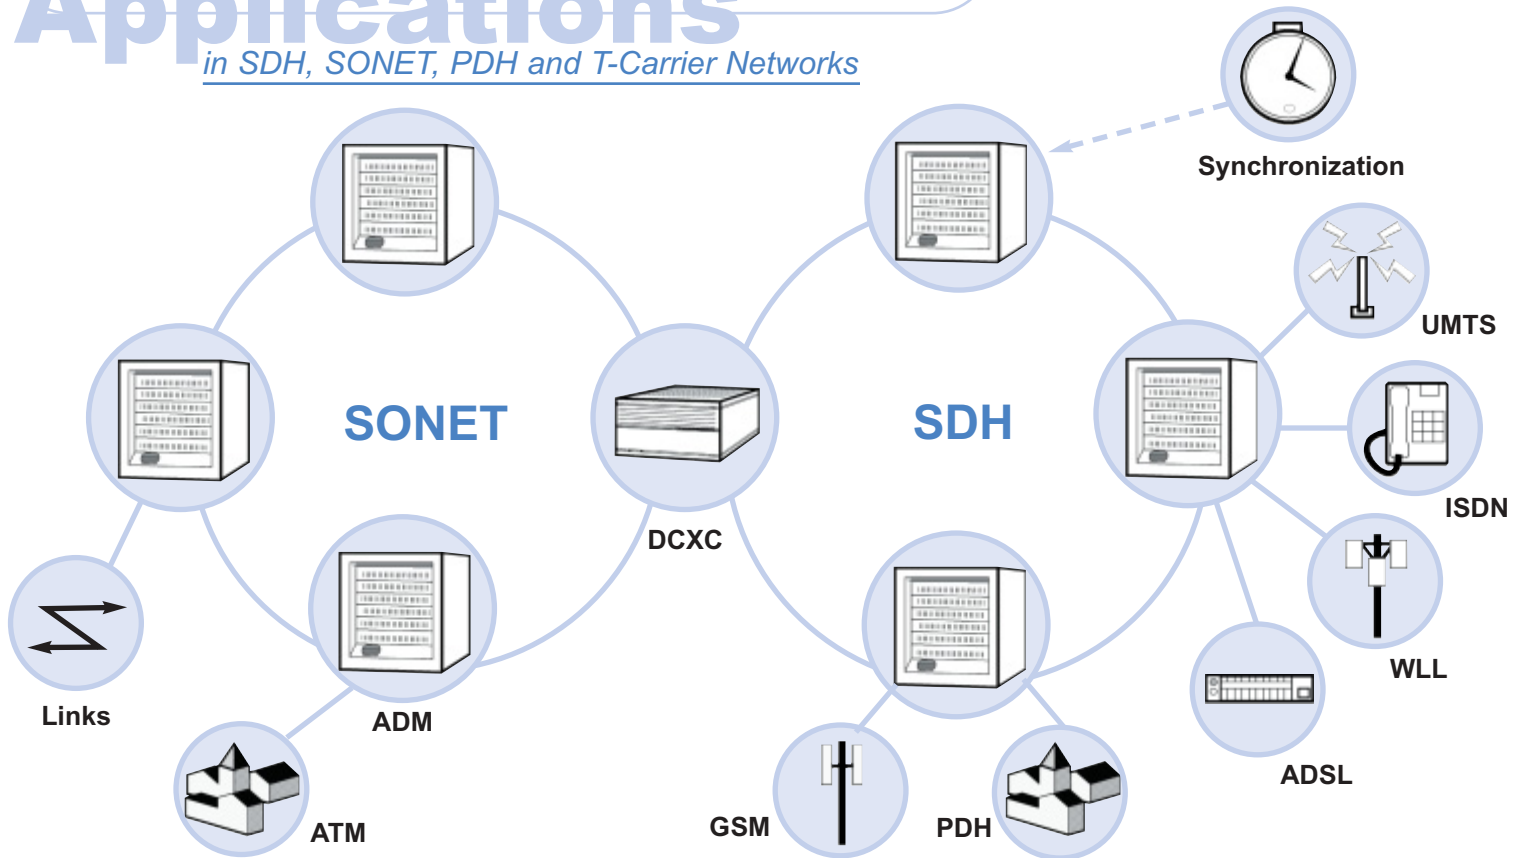 Applications
in SDH, SONET, PDH and T-Carrier Networks
Synchronization
UMTS
SONET
SDH
ISDN
DCXC
WLL
Links
ADM
ADSL
ATM
GSM
PDH